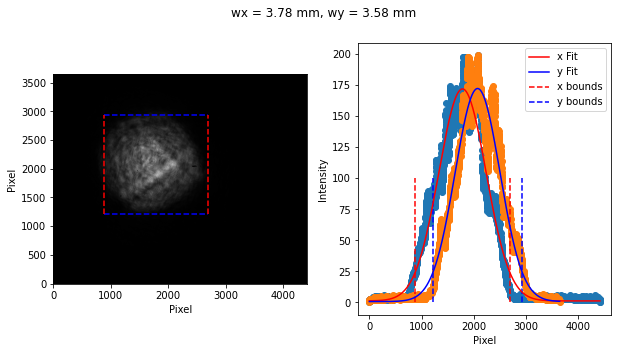 wx = 3.78 mm, wy = 3.58 mm
3500
3000
2500
2000
1500
1000
500
0
Pixel
0 1000 2000 3000 4000
Pixel
200
175
150
125
100
75
50
25
0
Intensity
0 1000 2000 3000 4000
Pixel
x Fit
y Fit
x bounds
y bounds